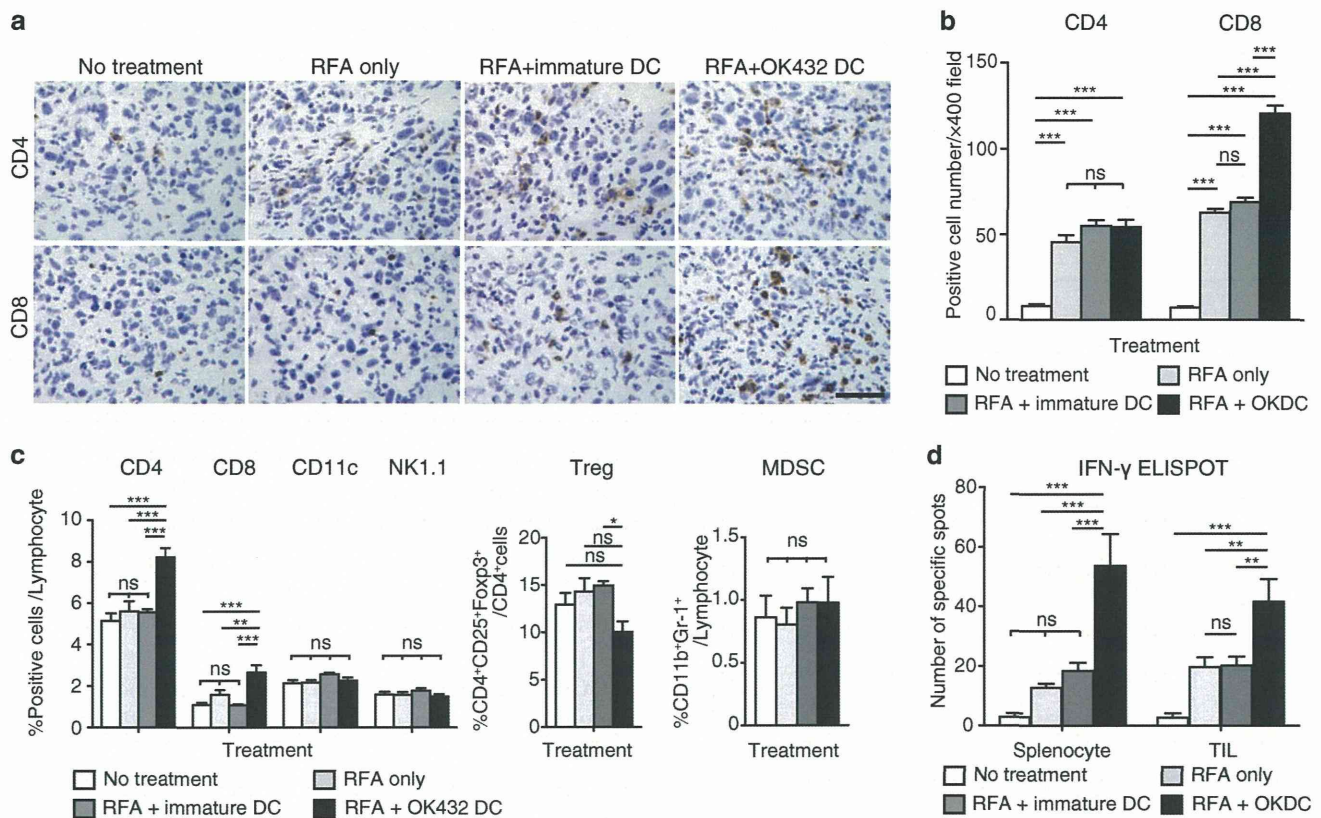 a
No treatment RFA only RFA+immature DC RFA+OK432 DC
CD4
CD8
b
CD4 CD8
Positive cell number/×400 field
150
100
50
0
***
***
***
ns
***
***
***
***
ns
***
Treatment
No treatment RFA only
RFA + immature DC RFA + OKDC
c
CD4 CD8 CD11c NK1.1
%Positive cells /Lymphocyte
10
8
6
4
2
0
***
***
***
ns
***
**
***
ns
ns
ns
Treatment
Treg
%CD4+CD25+Foxp3+
/CD4+cells
20
15
10
5
0
*
ns
ns
Treatment
MDSC
%CD11b+Gr-1+
/Lymphocyte
1.5
1.0
0.5
0
ns
Treatment
No treatment RFA only
RFA + immature DC RFA + OK432 DC
d
IFN-γ ELISPOT
Number of specific spots
80
60
40
20
0
***
***
***
ns
***
**
**
ns
Splenocyte TIL
No treatment RFA only
RFA + immature DC RFA + OKDC